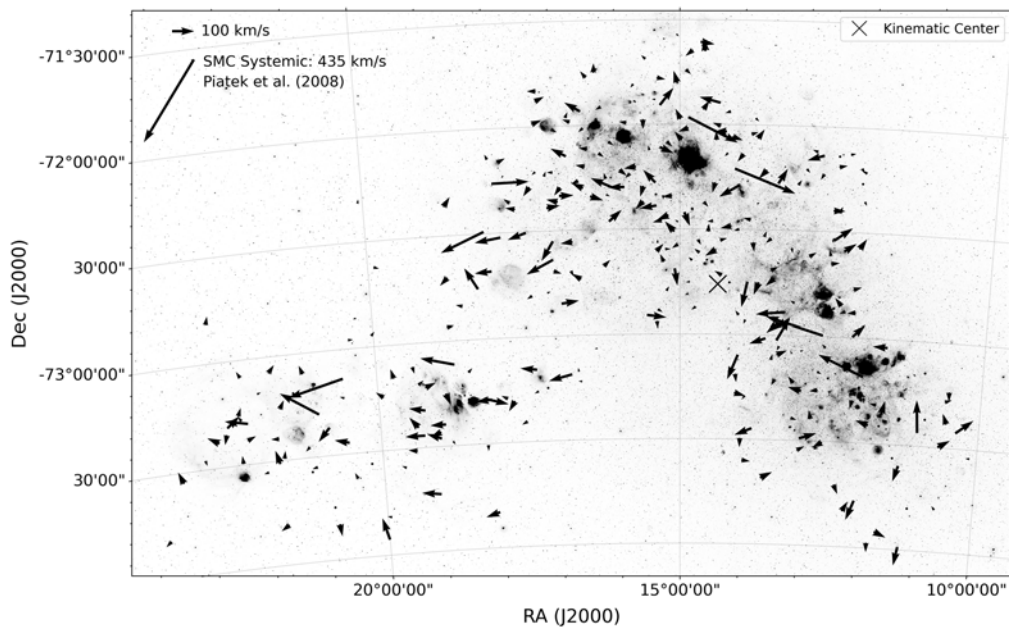 100 km/s
SMC Systemic: 435 km/s
Piatek et al. (2008)
Kinematic Center
-71°30'00"
-72°00'00"
30'00"
-73°00'00"
30'00"
Dec (J2000)
20°00'00"
15°00'00"
10°00'00"
RA (J2000)